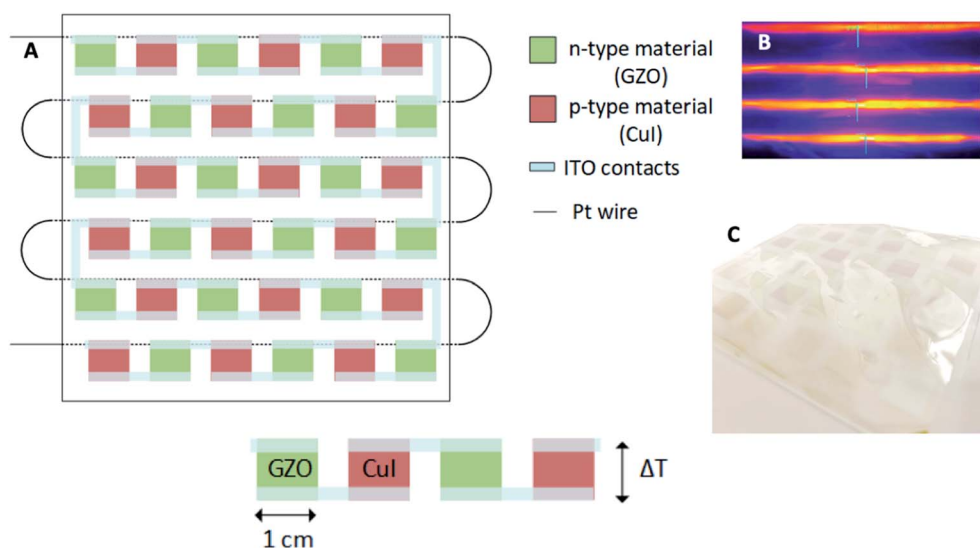 A
n-type material
(GZO)
p-type material
(CuI)
ITO contacts
Pt wire
B
C
GZO
CuI
ΔT
1 cm